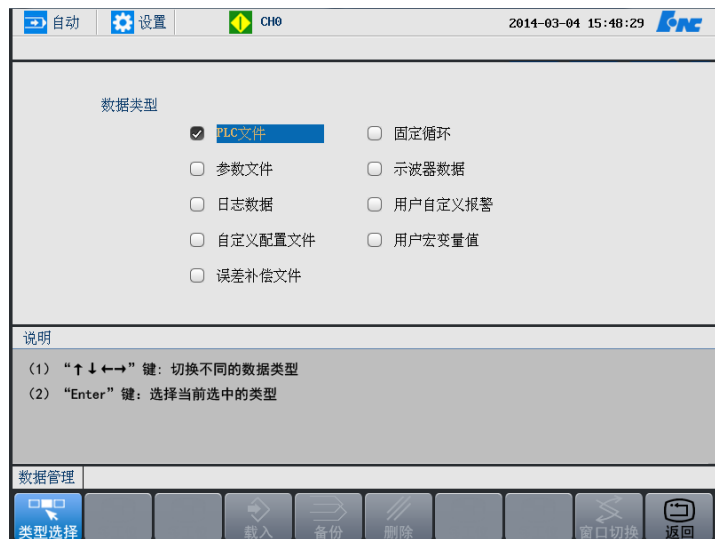 自动 设置 CH0 2014-03-04 15:48:29 HNC
数据类型
PLC文件 固定循环
参数文件 示波器数据
日志数据 用户自定义报警
自定义配置文件 用户宏变量值
误差补偿文件
说明
(1) “↑↓←→”键: 切换不同的数据类型
(2) “Enter”键: 选择当前选中的类型
数据管理
类型选择 载入 备份 删除 窗口切换 返回